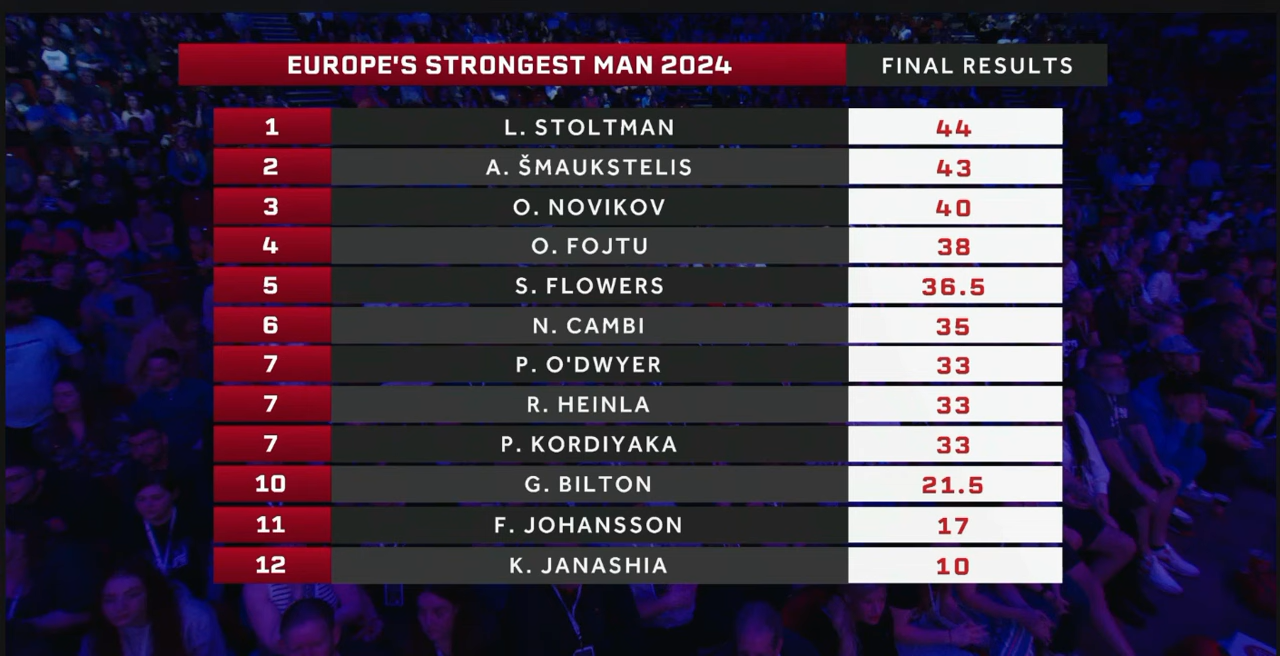 EUROPE'S STRONGEST MAN 2024 FINAL RESULTS
1 L. STOLTMAN 44
2 A. ŠMAUKSTELIS 43
3 O. NOVIKOV 40
4 O. FOJTU 38
5 S. FLOWERS 36.5
6 N. CAMBI 35
7 P. O'DWYER 33
7 R. HEINLA 33
7 P. KORDIYAKA 33
10 G. BILTON 21.5
11 F. JOHANSSON 17
12 K. JANASHIA 10